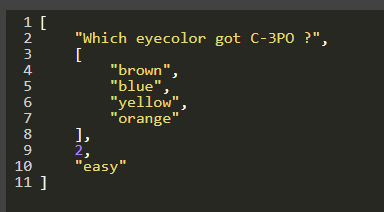 1 [
2     "Which eyecolor got C-3PO ?",
3     [
4         "brown",
5         "blue",
6         "yellow",
7         "orange"
8     ],
9     2,
10     "easy"
11 ]